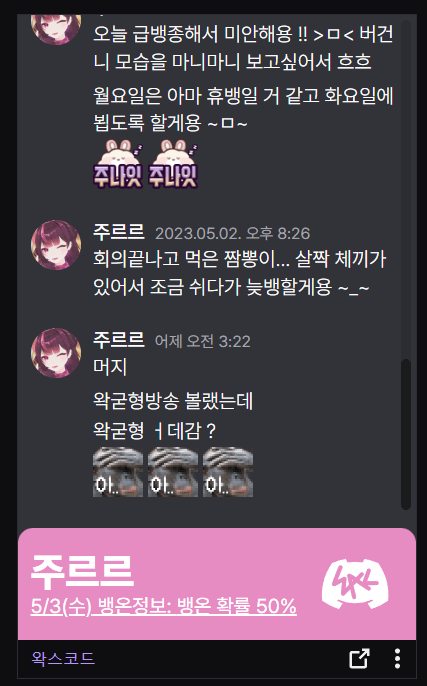 오늘 급뱅종해서 미안해용 !! >ㅁ< 버건
니 모습을 마니마니 보고싶어서 흐흐
월요일은 아마 휴뱅일 거 같고 화요일에
뵙도록 할게용 ~ㅁ~
주나잇 주나잇
주르르 2023.05.02. 오후 8:26
회의끝나고 먹은 짬뽕이... 살짝 체끼가
있어서 조금 쉬다가 늦뱅할게용 ~_~
주르르 어제 오전 3:22
머지
왁굳형방송 볼랬는데
왁굳형 ㅓ데감 ?
아.. 아.. 아..
주르르
5/3(수) 뱅온정보: 뱅온 확률 50%
왁스코드